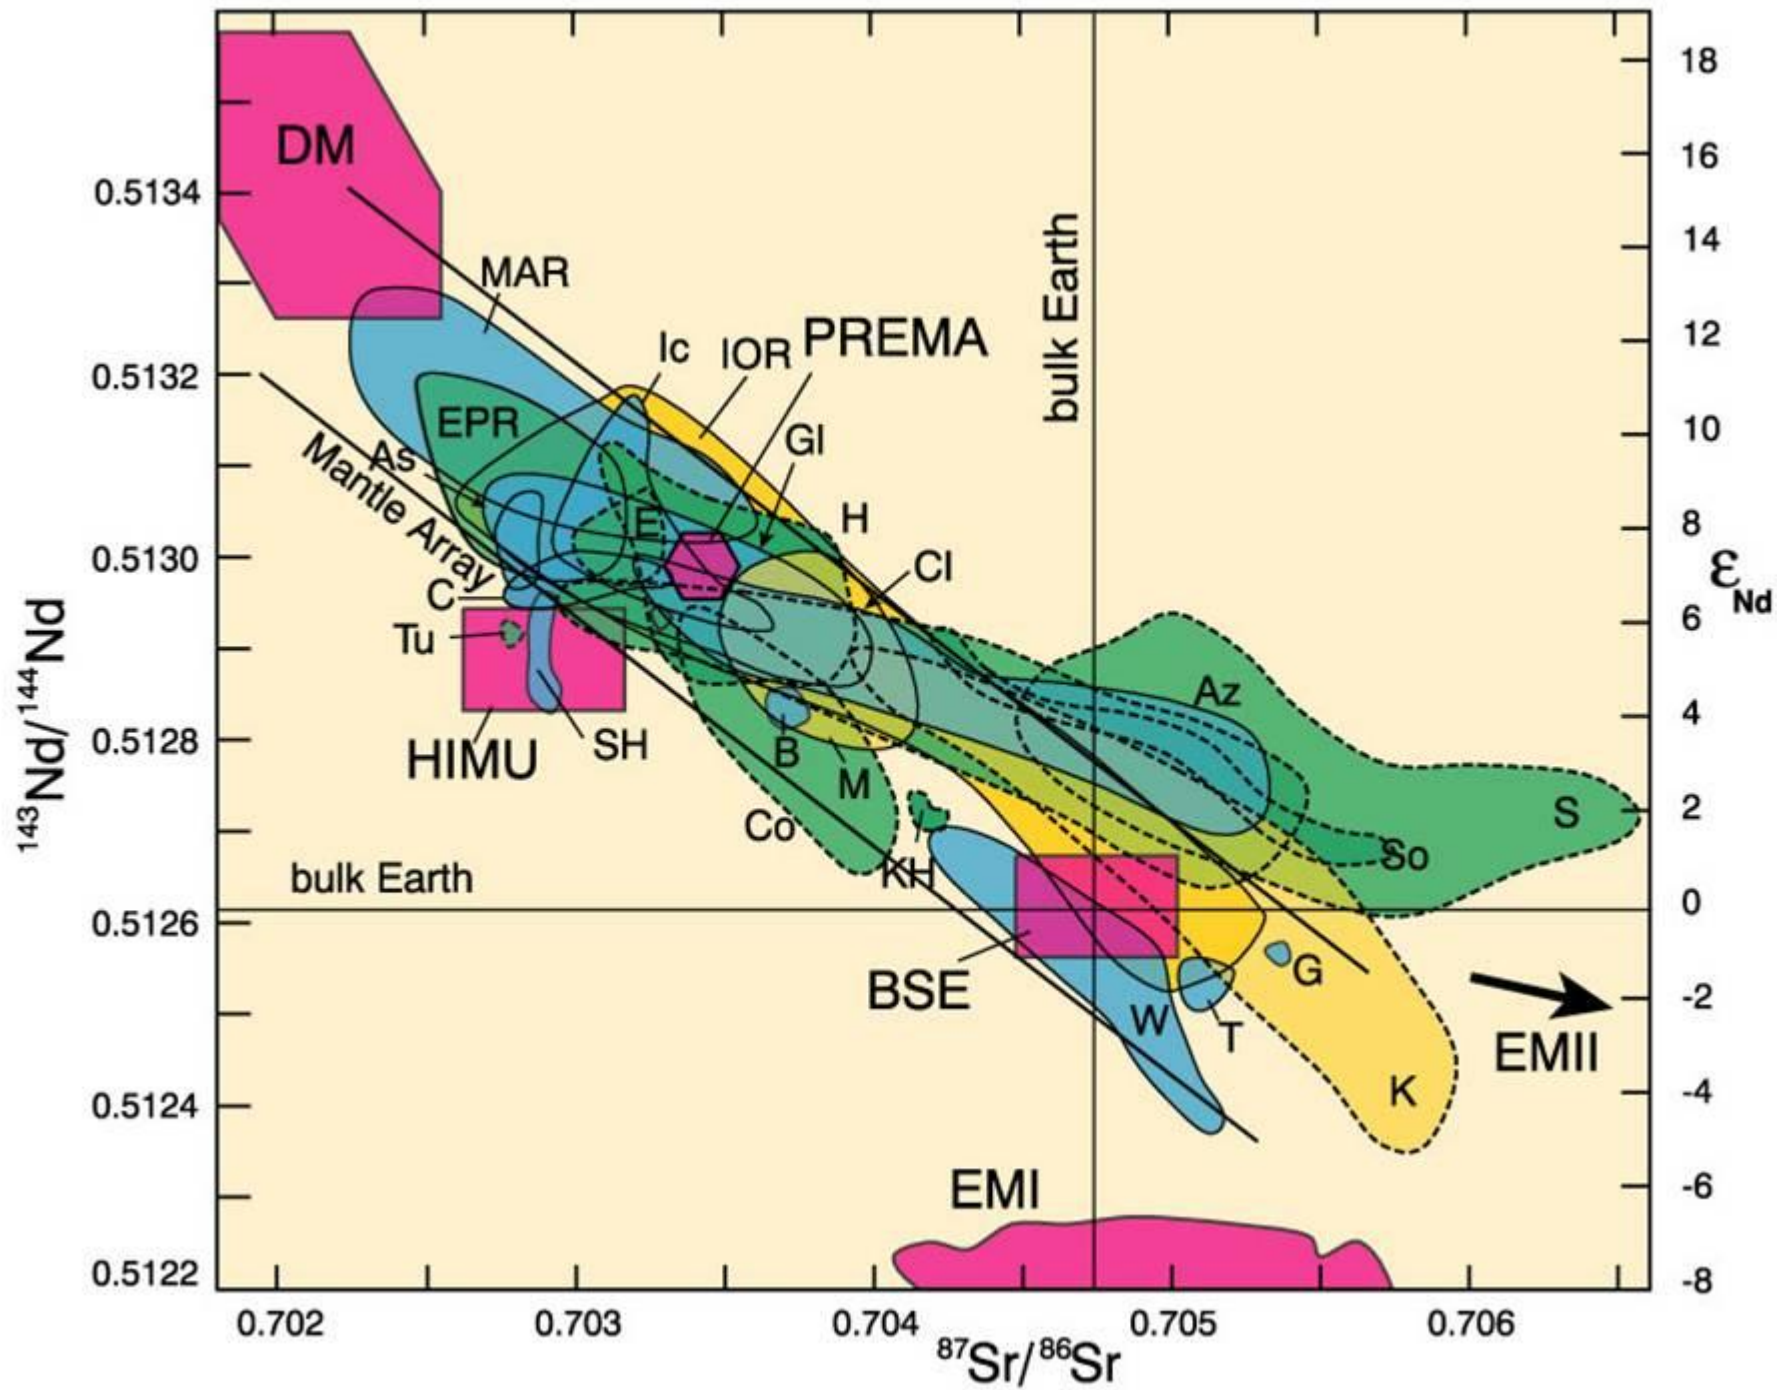 18
DM
16
0.5134
14
MAR
bulk Earth
PREMA
12
Ic
IOR
0.5132
EPR
GI
10
As
Mantle Array
E
H
8
0.5130
CI
εNd
C
Tu
6
¹⁴³Nd/¹⁴⁴Nd
Az
HIMU
SH
4
0.5128
B
M
Co
S
2
So
KH
bulk Earth
0
0.5126
BSE
G
W
T
-2
EMII
K
0.5124
-4
EMI
-6
0.5122
-8
0.702
0.703
0.704
0.705
0.706
⁸⁷Sr/⁸⁶Sr